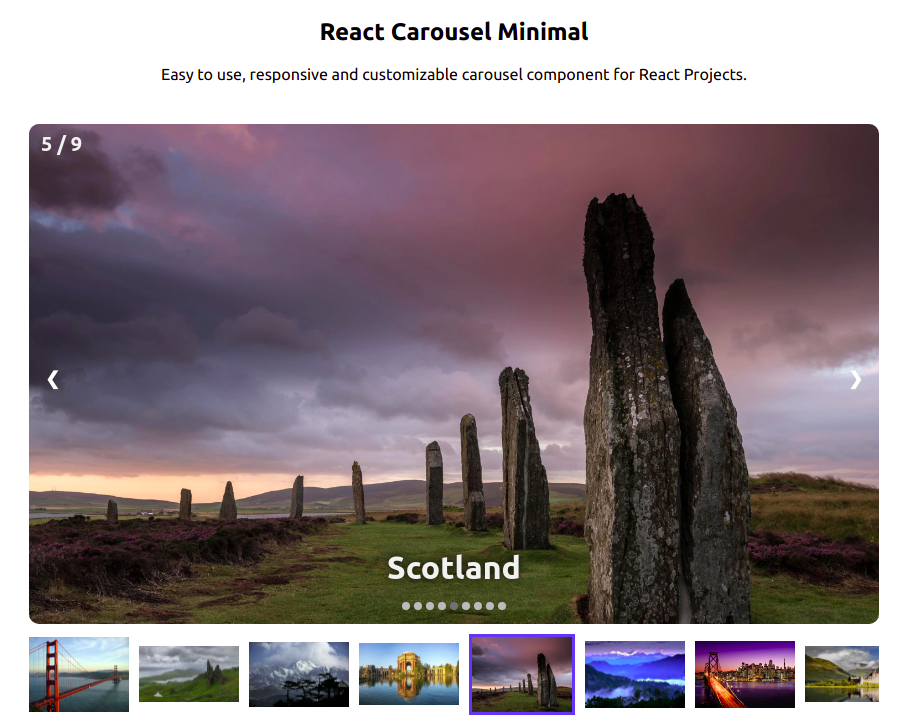 React Carousel Minimal
Easy to use, responsive and customizable carousel component for React Projects.
5 / 9
❮ ❯
Scotland